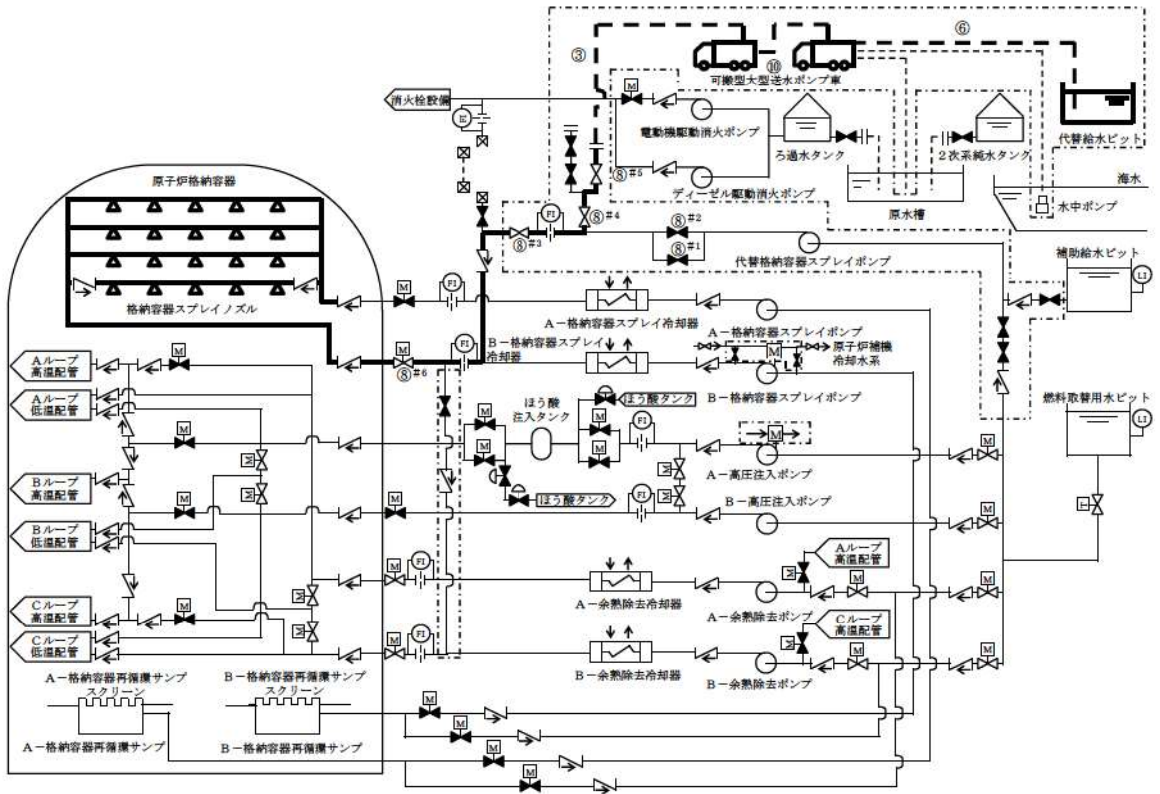 ⑥
③
⑩
可搬型大型送水ポンプ車
代替給水ピット
消火栓設備
M
FI
電動機駆動消火ポンプ
ろ過水タンク
2次系純水タンク
⑧#5
ディーゼル駆動消火ポンプ
原水槽
海水
水中ポンプ
原子炉格納容器
⑧#4
FI
⑧#3
⑧#2
⑧#1
代替格納容器スプレイポンプ
補助給水ピット
LI
格納容器スプレイノズル
M
FI
A-格納容器スプレイ冷却器
A-格納容器スプレイポンプ
M
⑧#6
FI
B-格納容器スプレイ
冷却器
M
原子炉補機
冷却水系
B-格納容器スプレイポンプ
Aループ
高温配管
M
Aループ
低温配管
ほう酸
注入タンク
ほう酸タンク
燃料取替用水ピット
LI
M
M
M
M
M
FI
M
A-高圧注入ポンプ
M
M
M
M
M
ほう酸タンク
Bループ
高温配管
M
M
FI
B-高圧注入ポンプ
M
T
Bループ
低温配管
Aループ
高温配管
M
M
FI
A-余熱除去冷却器
M
M
A-余熱除去ポンプ
M
Cループ
高温配管
M
M
Cループ
高温配管
Cループ
低温配管
M
M
FI
B-余熱除去冷却器
M
M
B-余熱除去ポンプ
M
A-格納容器再循環サンプ
スクリーン
B-格納容器再循環サンプ
スクリーン
M
M
A-格納容器再循環サンプ
B-格納容器再循環サンプ
M
M